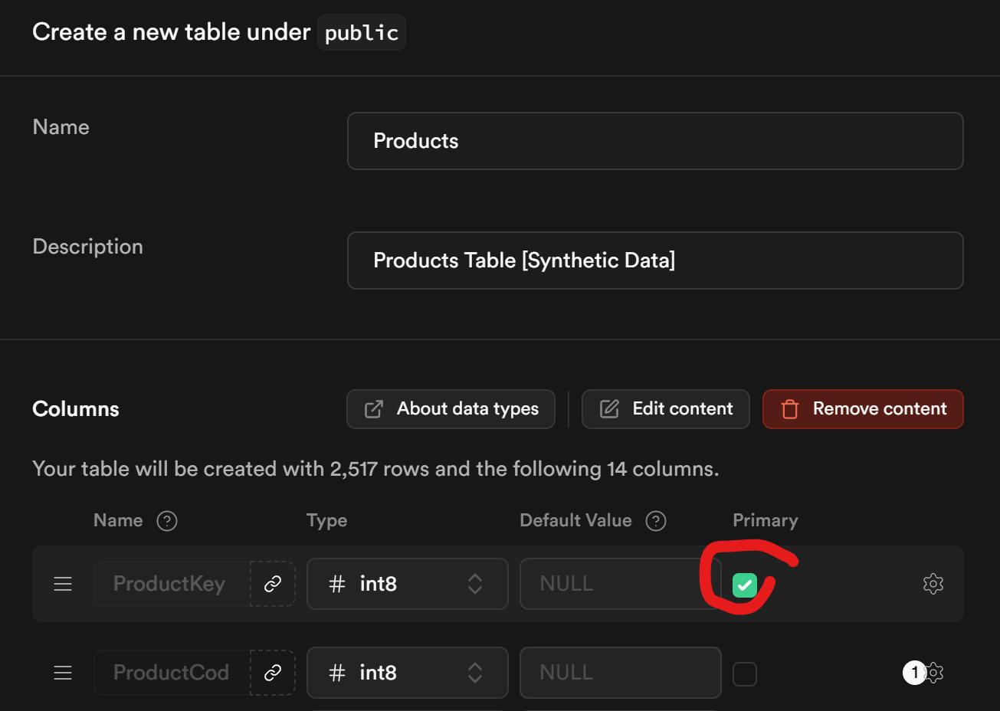 Create a new table under public
Name
Products
Description
Products Table [Synthetic Data]
Columns
About data types
Edit content
Remove content
Your table will be created with 2,517 rows and the following 14 columns.
Name ? Type Default Value ? Primary
ProductKey # int8 NULL
ProductCod # int8 NULL 1